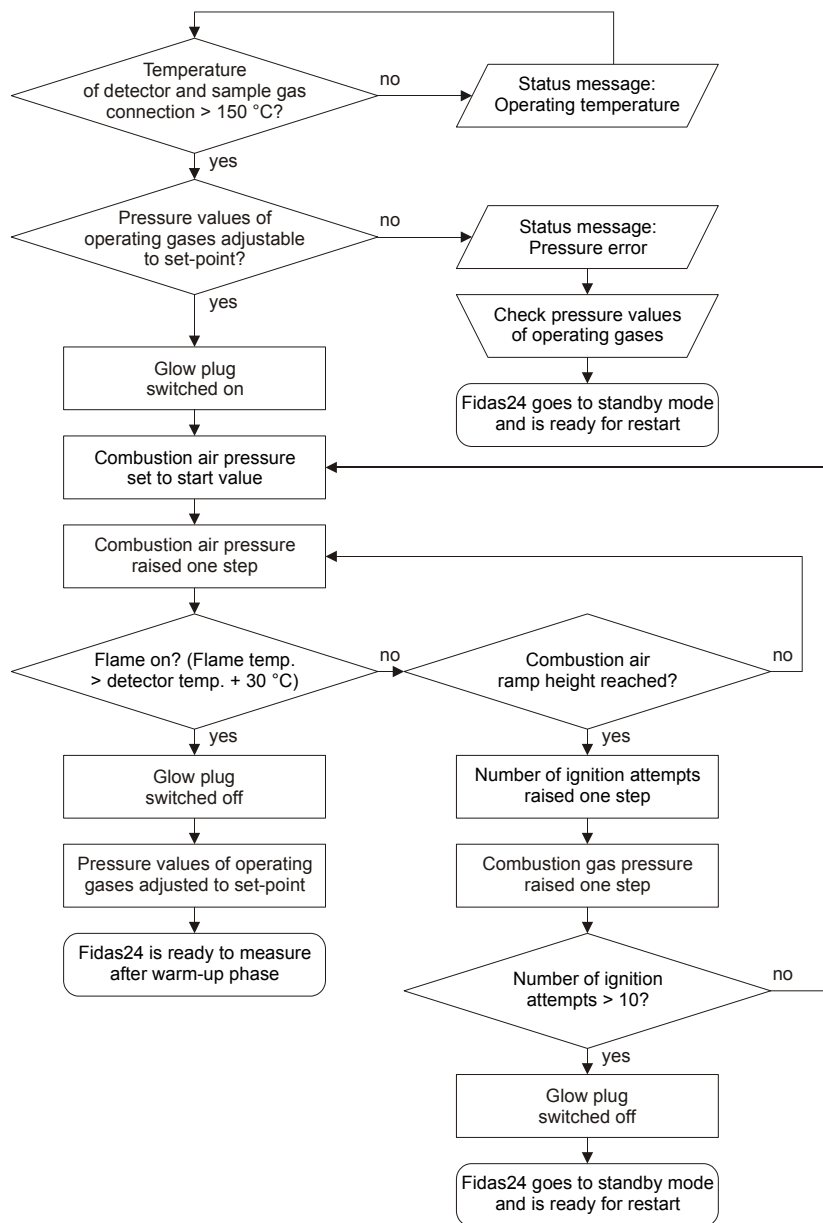 Temperature
of detector and sample gas
connection > 150 °C?
no
Status message:
Operating temperature
yes
Pressure values of
operating gases adjustable
to set-point?
no
Status message:
Pressure error
yes
Check pressure values
of operating gases
Glow plug
switched on
Fidas24 goes to standby mode
and is ready for restart
Combustion air pressure
set to start value
Combustion air pressure
raised one step
Flame on? (Flame temp.
> detector temp. + 30 °C)
no
Combustion air
ramp height reached?
no
yes
yes
Glow plug
switched off
Number of ignition attempts
raised one step
Pressure values of operating
gases adjusted to set-point
Combustion gas pressure
raised one step
Fidas24 is ready to measure
after warm-up phase
Number of ignition
attempts > 10?
no
yes
Glow plug
switched off
Fidas24 goes to standby mode
and is ready for restart